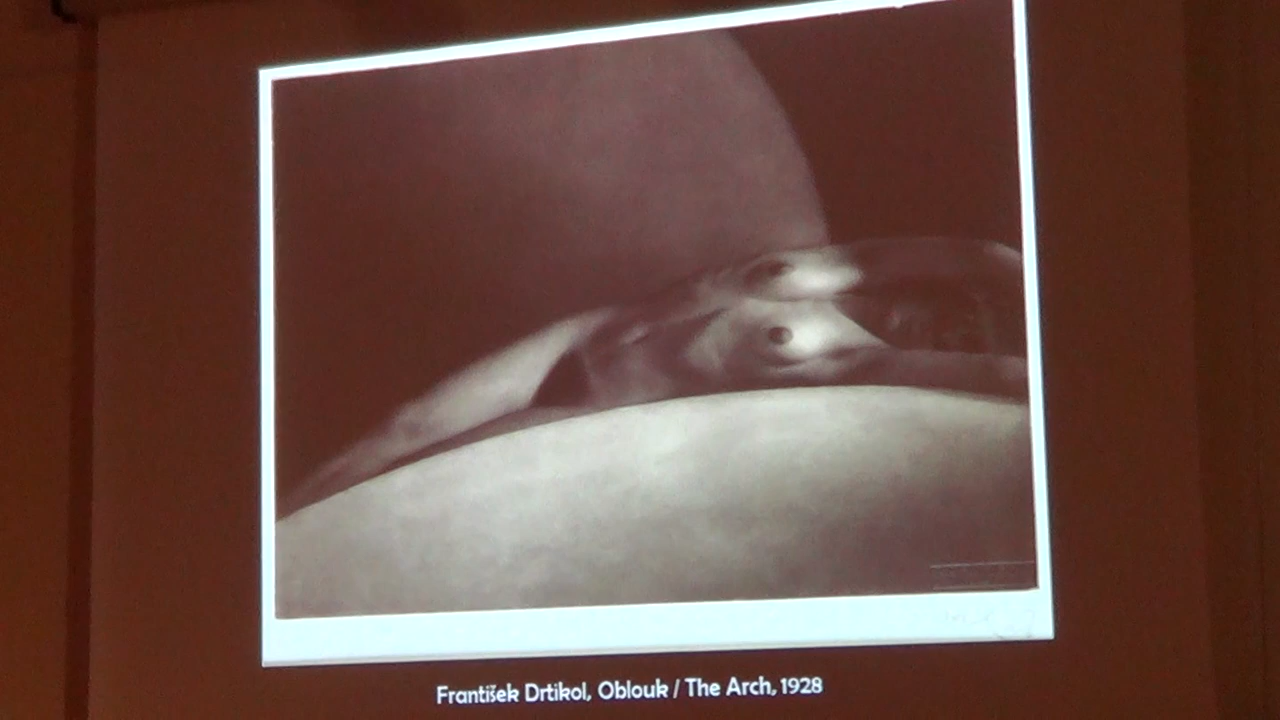 František Drtikol, Oblouk / The Arch, 1928